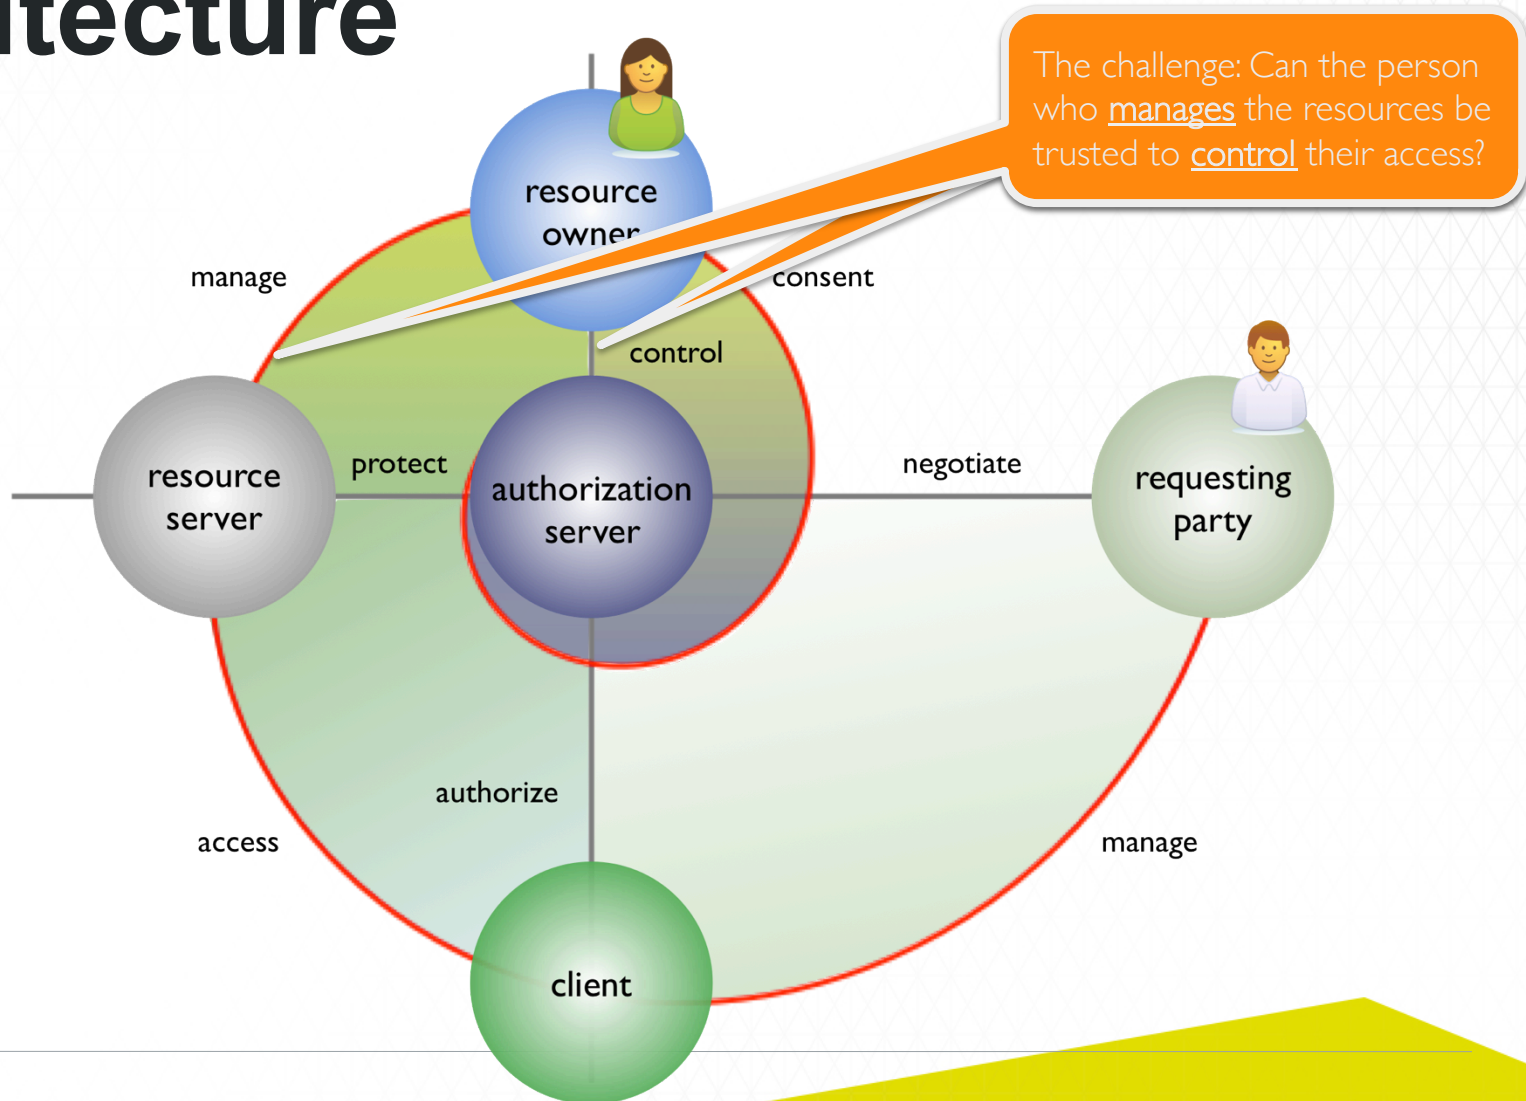 itecture
The challenge: Can the person
who manages the resources be
trusted to control their access?
resource
owner
manage
consent
control
resource
server
protect
authorization
server
negotiate
requesting
party
authorize
access
manage
client